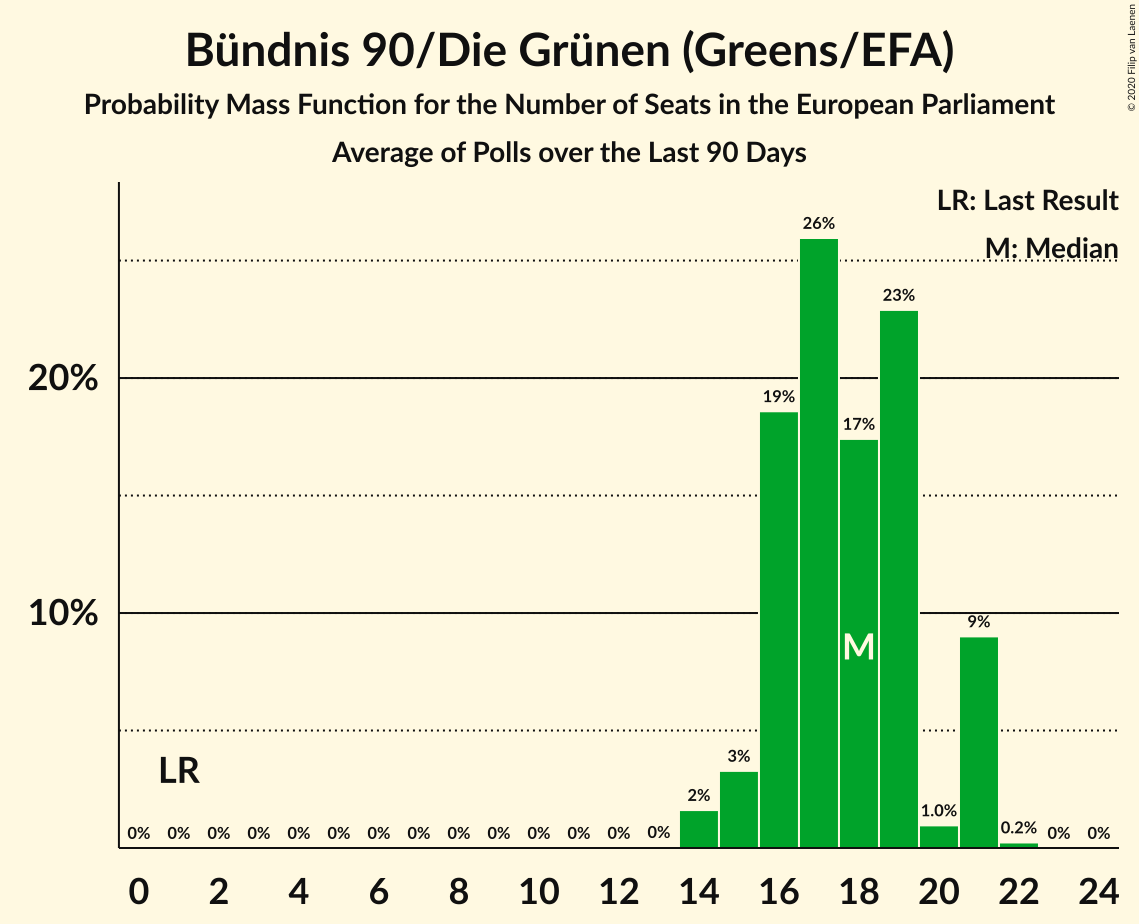 Bündnis 90/Die Grünen (Greens/EFA)
Probability Mass Function for the Number of Seats in the European Parliament
Average of Polls over the Last 90 Days
© 2020 Filip van Laenen
LR: Last Result
M: Median
26%
23%
20%
19%
17%
10%
9%
M
LR
3%
2%
1.0%
0.2%
0% 0% 0% 0% 0% 0% 0% 0% 0% 0% 0% 0% 0% 0% 0% 0%
0 2 4 6 8 10 12 14 16 18 20 22 24